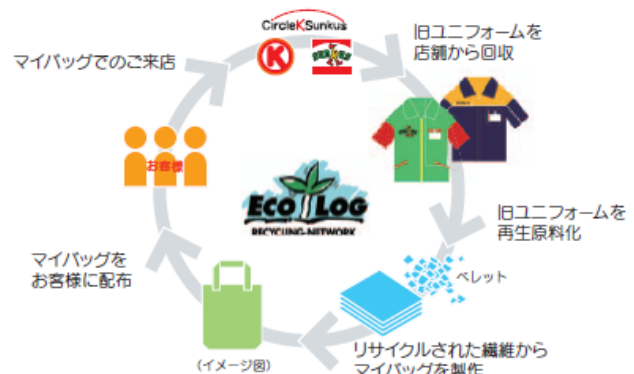 CircleKSunkus
K
旧ユニフォームを
店舗から回収
マイバッグでのご来店
お客様
ECOLOG
RECYCLING-NETWORK
旧ユニフォームを
再生原料化
マイバッグを
お客様に配布
ペレット
(イメージ図)
リサイクルされた繊維から
マイバッグを製作